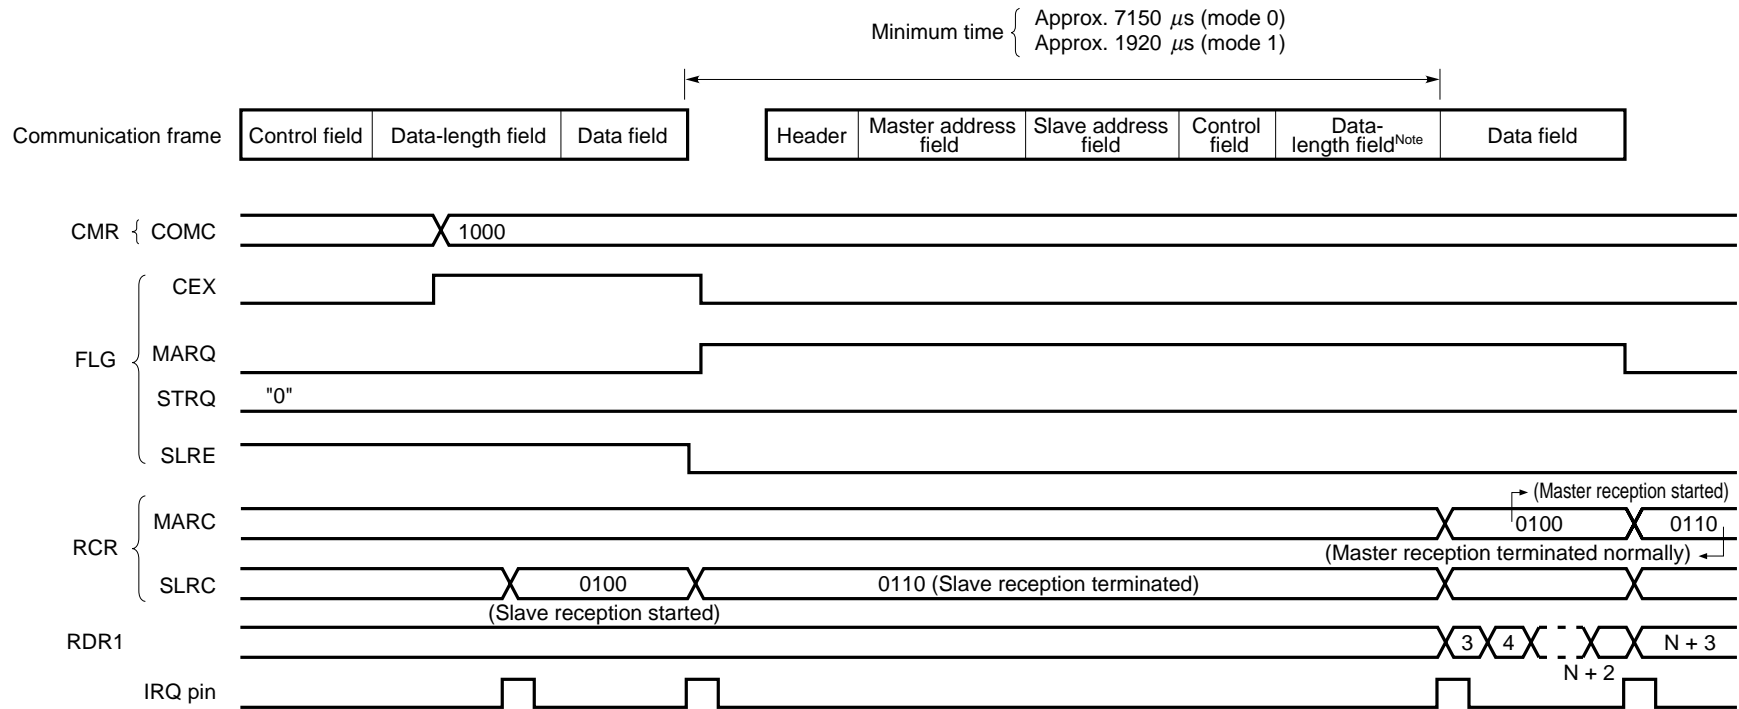 Minimum time { Approx. 7150 μs (mode 0)
Approx. 1920 μs (mode 1)
Communication frame Control field Data-length field Data field Header Master address field Slave address field Control field Data-length field Note Data field
CMR { COMC 1000
FLG
CEX
MARQ
STRQ "0"
SLRE
(Master reception started)
RCR
MARC 0100 0110
(Master reception terminated normally)
SLRC 0100 0110 (Slave reception terminated)
(Slave reception started)
RDR1 3 4 N + 3
N + 2
IRQ pin